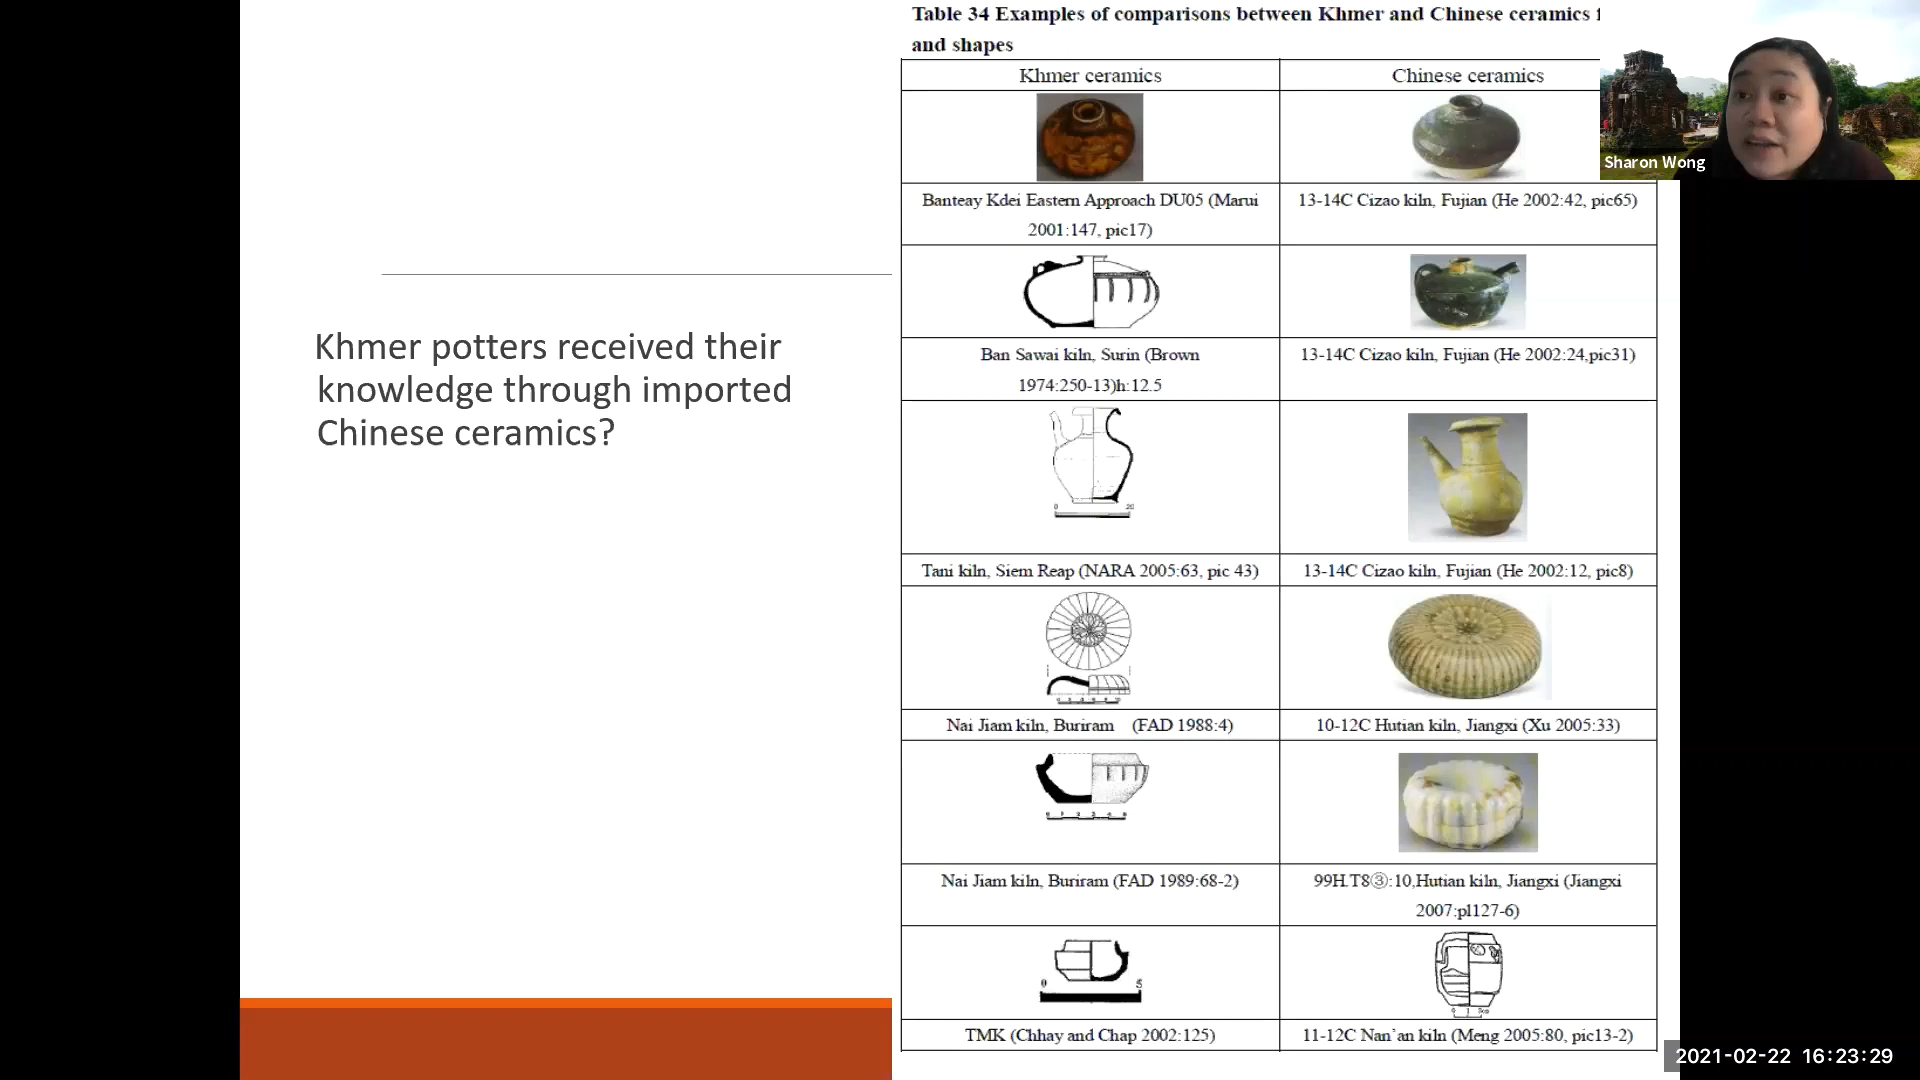 Table 34 Examples of comparisons between Khmer and Chinese ceramics
and shapes
Khmer ceramics
Chinese ceramics
Banteay Kdei Eastern Approach DU05 (Marui
2001:147, pic17)
13-14C Cizao kiln, Fujian (He 2002:42, pic65)
Ban Sawai kiln, Surin (Brown
1974:250-13)h:12.5
13-14C Cizao kiln, Fujian (He 2002:24,pic31)
0 20
Tani kiln, Siem Reap (NARA 2005:63, pic 43)
13-14C Cizao kiln, Fujian (He 2002:12, pic8)
Nai Jiam kiln, Buriram (FAD 1988:4)
10-12C Hutian kiln, Jiangxi (Xu 2005:33)
Nai Jiam kiln, Buriram (FAD 1989:68-2)
99H.T8③:10,Hutian kiln, Jiangxi (Jiangxi
2007:pl127-6)
0 5
TMK (Chhay and Chap 2002:125)
11-12C Nan’an kiln (Meng 2005:80, pic13-2)
Khmer potters received their
knowledge through imported
Chinese ceramics?
Sharon Wong
2021-02-22 16:23:29